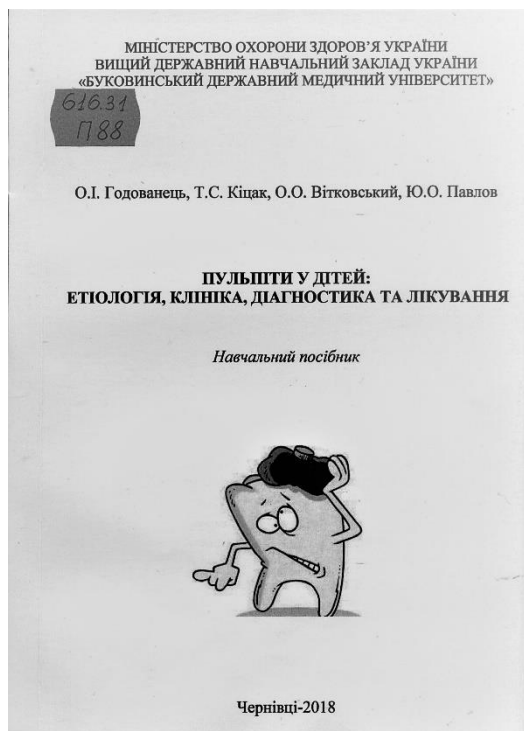 МІНІСТЕРСТВО ОХОРОНИ ЗДОРОВ’Я УКРАЇНИ
ВИЩИЙ ДЕРЖАВНИЙ НАВЧАЛЬНИЙ ЗАКЛАД УКРАЇНИ
«БУКОВИНСЬКИЙ ДЕРЖАВНИЙ МЕДИЧНИЙ УНІВЕРСИТЕТ»
616.31
П88
О.І. Годованець, Т.С. Кіцак, О.О. Вітковський, Ю.О. Павлов
ПУЛЬПІТИ У ДІТЕЙ:
ЕТІОЛОГІЯ, КЛІНІКА, ДІАГНОСТИКА ТА ЛІКУВАННЯ
Навчальний посібник
Чернівці-2018